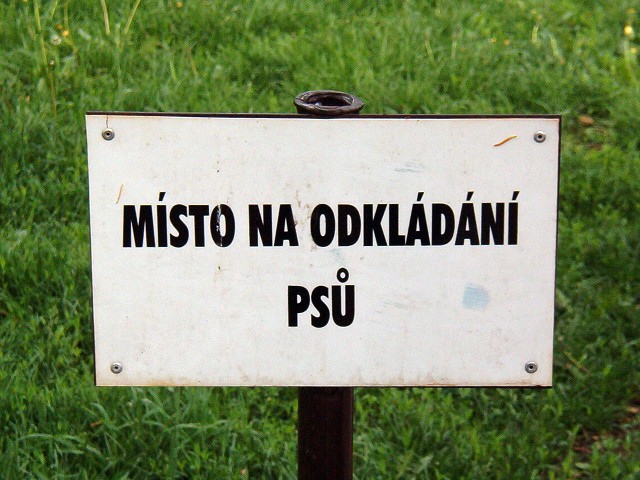 MÍSTO NA ODKLÁDÁNÍ
PSŮ